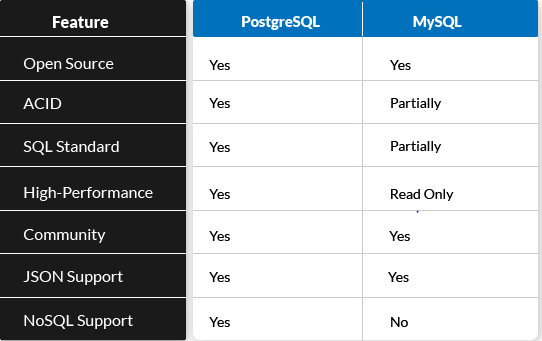 Feature PostgreSQL MySQL
Open Source Yes Yes
ACID Yes Partially
SQL Standard Yes Partially
High-Performance Yes Read Only
Community Yes Yes
JSON Support Yes Yes
NoSQL Support Yes No